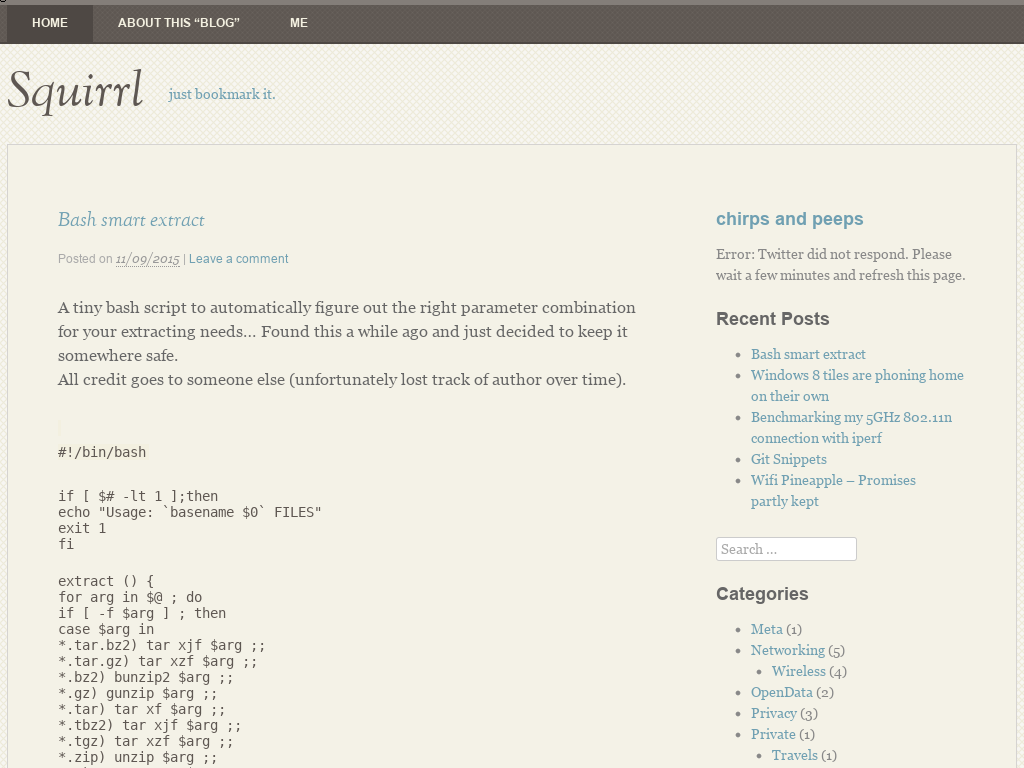 HOME ABOUT THIS “BLOG” ME
Squirrl
just bookmark it.
Bash smart extract
Posted on 11/09/2015 | Leave a comment
A tiny bash script to automatically figure out the right parameter combination
for your extracting needs… Found this a while ago and just decided to keep it
somewhere safe.
All credit goes to someone else (unfortunately lost track of author over time).
#!/bin/bash
if [ $# -lt 1 ];then
echo "Usage: `basename $0` FILES"
exit 1
fi
extract () {
for arg in $@ ; do
if [ -f $arg ] ; then
case $arg in
*.tar.bz2) tar xjf $arg ;;
*.tar.gz) tar xzf $arg ;;
*.bz2) bunzip2 $arg ;;
*.gz) gunzip $arg ;;
*.tar) tar xf $arg ;;
*.tbz2) tar xjf $arg ;;
*.tgz) tar xzf $arg ;;
*.zip) unzip $arg ;;
chirps and peeps
Error: Twitter did not respond. Please
wait a few minutes and refresh this page.
Recent Posts
Bash smart extract
Windows 8 tiles are phoning home
on their own
Benchmarking my 5GHz 802.11n
connection with iperf
Git Snippets
Wifi Pineapple – Promises
partly kept
Search …
Categories
Meta (1)
Networking (5)
Wireless (4)
OpenData (2)
Privacy (3)
Private (1)
Travels (1)